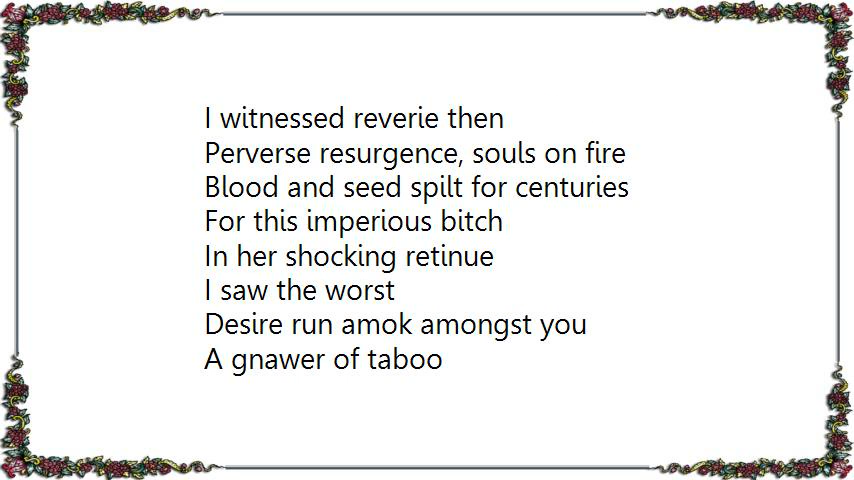 I witnessed reverie then
Perverse resurgence, souls on fire
Blood and seed spilt for centuries
For this imperious bitch
In her shocking retinue
I saw the worst
Desire run amok amongst you
A gnawer of taboo